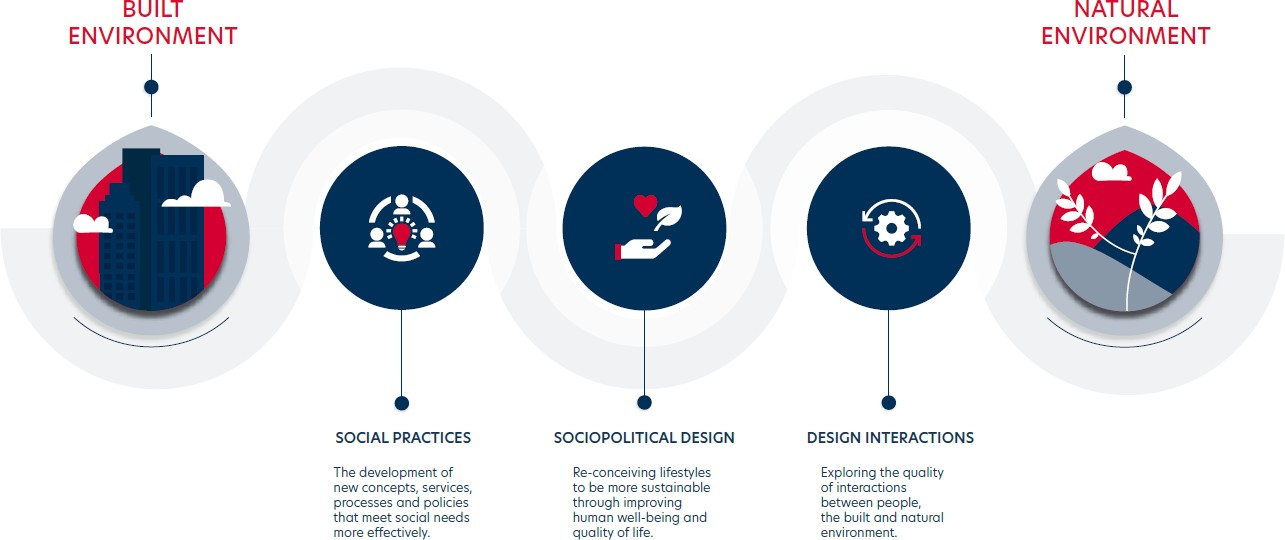 BUILT
ENVIRONMENT
NATURAL
ENVIRONMENT
SOCIAL PRACTICES
The development of
new concepts, services,
processes and policies
that meet social needs
more effectively.
SOCIOPOLITICAL DESIGN
Re-conceiving lifestyles
to be more sustainable
through improving
human well-being and
quality of life.
DESIGN INTERACTIONS
Exploring the quality
of interactions
between people,
the built and natural
environment.